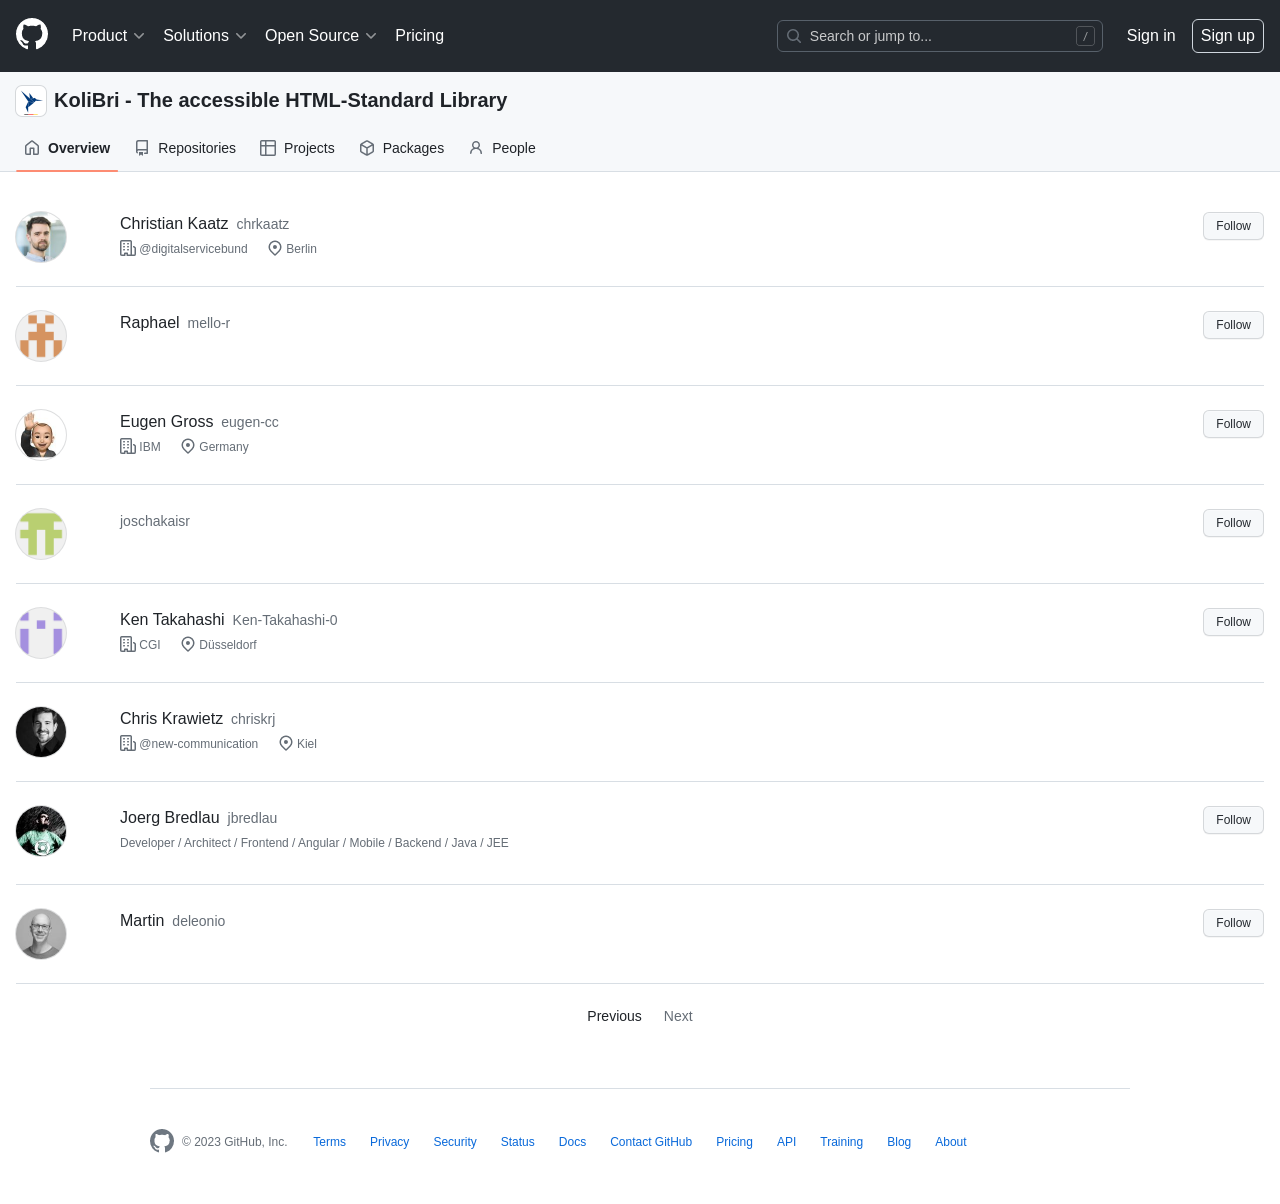 Product Solutions Open Source Pricing Search or jump to... / Sign in Sign up
KoliBri - The accessible HTML-Standard Library
Overview Repositories Projects Packages People
Christian Kaatz chrkaatz Follow
@digitalservicebund Berlin
Raphael mello-r Follow
Eugen Gross eugen-cc Follow
IBM Germany
joschakaisr Follow
Ken Takahashi Ken-Takahashi-0 Follow
CGI Düsseldorf
Chris Krawietz chriskrj
@new-communication Kiel
Joerg Bredlau jbredlau Follow
Developer / Architect / Frontend / Angular / Mobile / Backend / Java / JEE
Martin deleonio Follow
Previous Next
© 2023 GitHub, Inc. Terms Privacy Security Status Docs Contact GitHub Pricing API Training Blog About